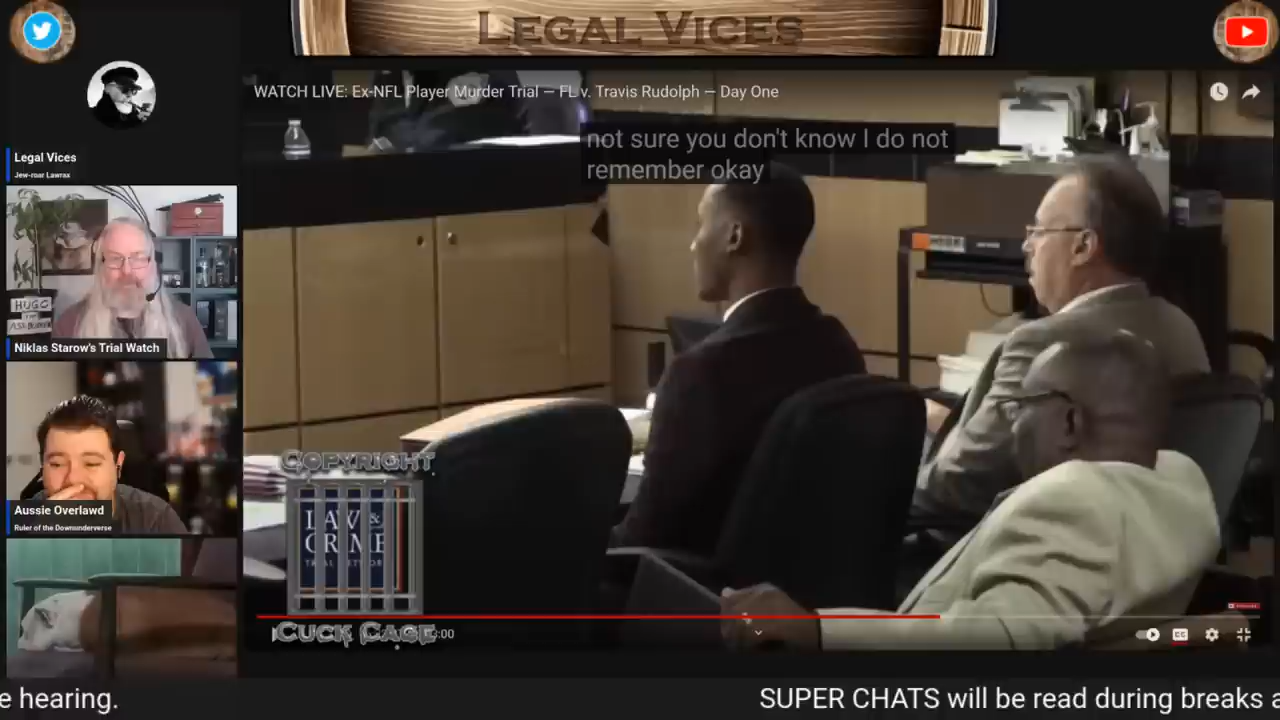 LEGAL VICES
WATCH LIVE: Ex-NFL Player Murder Trial — FL v. Travis Rudolph — Day One
not sure you don't know I do not
remember okay
Legal Vices
Jew-roar Lawrax
HUGO
Niklas Starow's Trial Watch
Aussie Overlawd
Ruler of the Downunderverse
COPYRIGHT
LAW &
CRIME
CUCK CAGE
:00
CC
e hearing.
SUPER CHATS will be read during breaks a